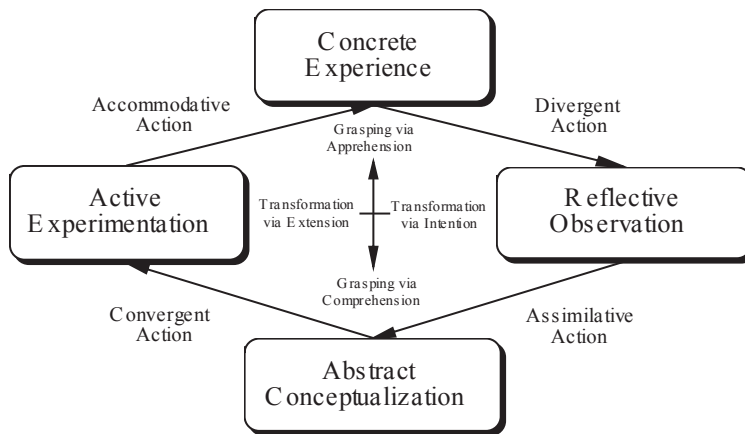 Concrete
Experience
Accommodative
Action
Divergent
Action
Grasping via
Apprehension
Active
Experimentation
Transformation
via Extension
Transformation
via Intention
Reflective
Observation
Grasping via
Comprehension
Convergent
Action
Assimilative
Action
Abstract
Conceptualization